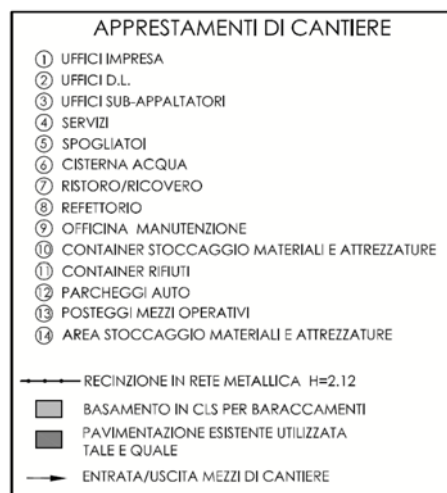 APPRESTAMENTI DI CANTIERE
1 UFFICI IMPRESA
2 UFFICI D.L.
3 UFFICI SUB-APPALTATORI
4 SERVIZI
5 SPOGLIATOI
6 CISTERNA ACQUA
7 RISTORO/RICOVERO
8 REFETTORIO
9 OFFICINA MANUTENZIONE
10 CONTAINER STOCCAGGIO MATERIALI E ATTREZZATURE
11 CONTAINER RIFIUTI
12 PARCHEGGI AUTO
13 POSTEGGI MEZZI OPERATIVI
14 AREA STOCCAGGIO MATERIALI E ATTREZZATURE
RECINZIONE IN RETE METALLICA H=2.12
BASAMENTO IN CLS PER BARACCAMENTI
PAVIMENTAZIONE ESISTENTE UTILIZZATA
TALE E QUALE
ENTRATA/USCITA MEZZI DI CANTIERE